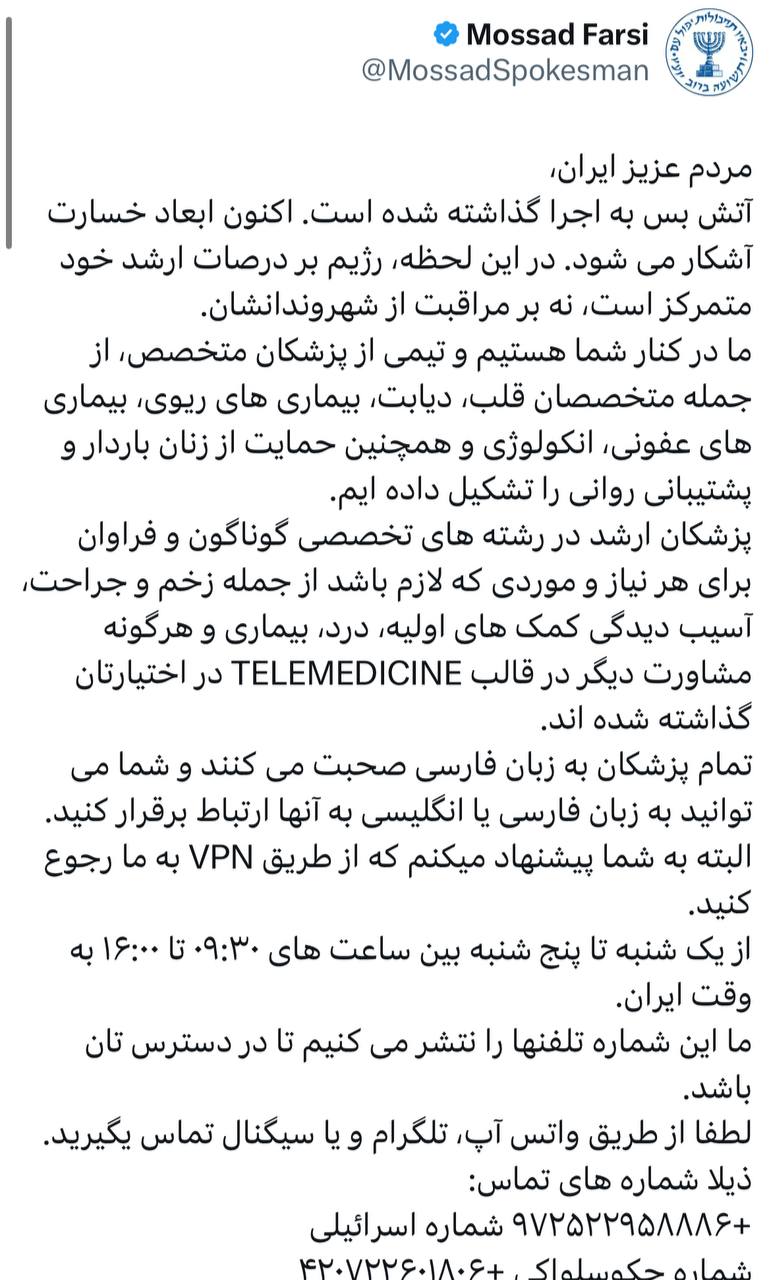 Mossad Farsi
@MossadSpokesman
مردم عزیز ایران،
آتش بس به اجرا گذاشته شده است. اکنون ابعاد خسارت
آشکار می شود. در این لحظه، رژیم بر درصات ارشد خود
متمرکز است، نه بر مراقبت از شهروندانشان.
ما در کنار شما هستیم و تیمی از پزشکان متخصص، از
جمله متخصصان قلب، دیابت، بیماری های ریوی، بیماری
های عفونی، انکولوژی و همچنین حمایت از زنان باردار و
پشتیبانی روانی را تشکیل داده ایم.
پزشکان ارشد در رشته های تخصصی گوناگون و فراوان
برای هر نیاز و موردی که لازم باشد از جمله زخم و جراحت،
آسیب دیدگی کمک های اولیه، درد، بیماری و هرگونه
مشاورت دیگر در قالب TELEMEDICINE در اختیارتان
گذاشته شده اند.
تمام پزشکان به زبان فارسی صحبت می کنند و شما می
توانید به زبان فارسی یا انگلیسی به آنها ارتباط برقرار کنید.
البته به شما پیشنهاد میکنم که از طریق VPN به ما رجوع
کنید.
از یک شنبه تا پنج شنبه بین ساعت های ۰۹:۳۰ تا ۱۶:۰۰ به
وقت ایران.
ما این شماره تلفنها را نتشر می کنیم تا در دسترس تان
باشد.
لطفا از طریق واتس آپ، تلگرام و یا سیگنال تماس یگیرید.
ذیلا شماره های تماس:
+۹۷۲۵۲۲۹۵۸۸۸۶ شماره اسرائیلی
شماره چکوسلواکی +۴۲۰۷۲۲۶۰۱۸۰۶